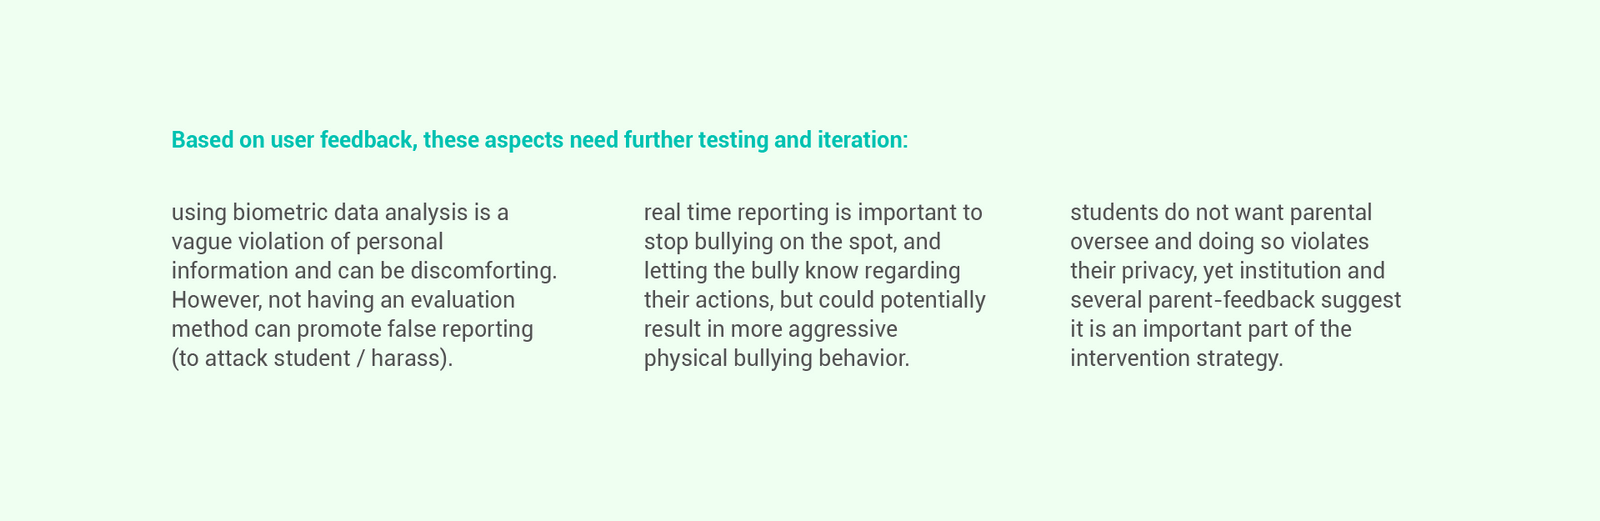 Based on user feedback, these aspects need further testing and iteration:
using biometric data analysis is a
vague violation of personal
information and can be discomforting.
However, not having an evaluation
method can promote false reporting
(to attack student / harass).
real time reporting is important to
stop bullying on the spot, and
letting the bully know regarding
their actions, but could potentially
result in more aggressive
physical bullying behavior.
students do not want parental
oversee and doing so violates
their privacy, yet institution and
several parent-feedback suggest
it is an important part of the
intervention strategy.